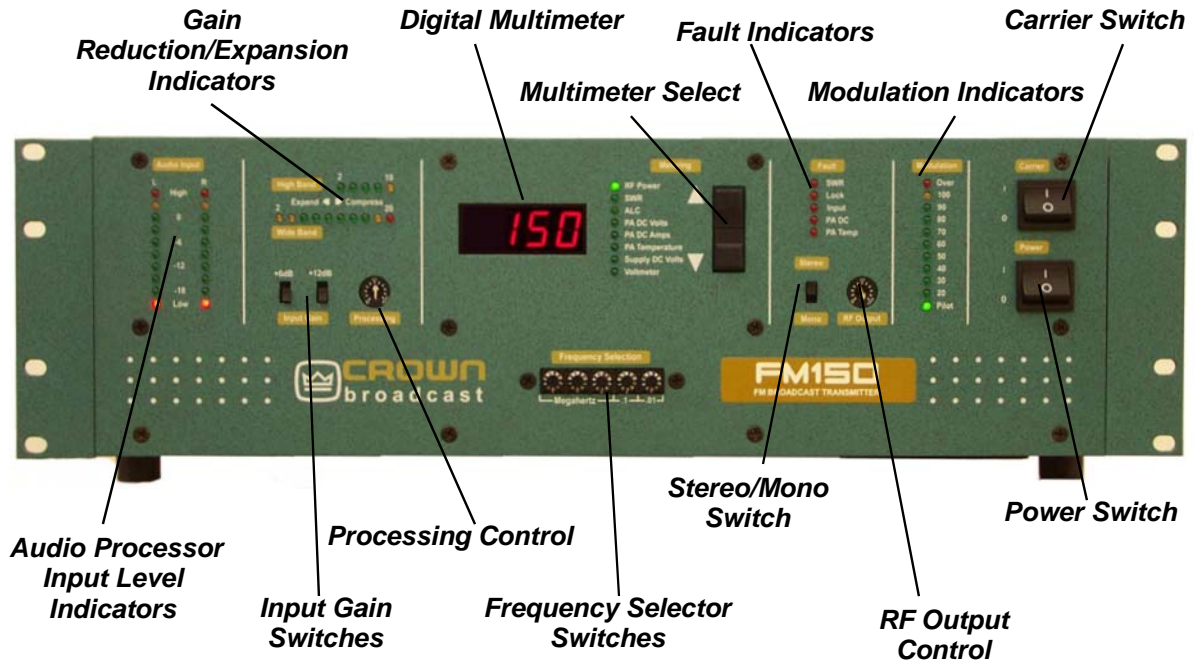 Gain
Reduction/Expansion
Indicators
Digital Multimeter
Multimeter Select
Fault Indicators
Modulation Indicators
Carrier Switch
Audio Input
L R
High
0
-6
-12
-18
Low
High Band
2 18
Expand Compress
2 20
Wide Band
+6dB +12dB
Input Gain
Processing
150
Metering
RF Power
SWR
ALC
PA DC Volts
PA DC Amps
PA Temperature
Supply DC Volts
Voltmeter
Fault
SWR
Lock
Input
PA DC
PA Temp
Stereo
Mono
RF Output
Modulation
Over
100
90
80
70
60
50
40
30
20
Pilot
Carrier
I
O
Power
I
O
CROWN
broadcast
Frequency Selection
Megahertz .1 .01
FM150
FM BROADCAST TRANSMITTER
Audio Processor
Input Level
Indicators
Input Gain
Switches
Processing Control
Frequency Selector
Switches
Stereo/Mono
Switch
RF Output
Control
Power Switch